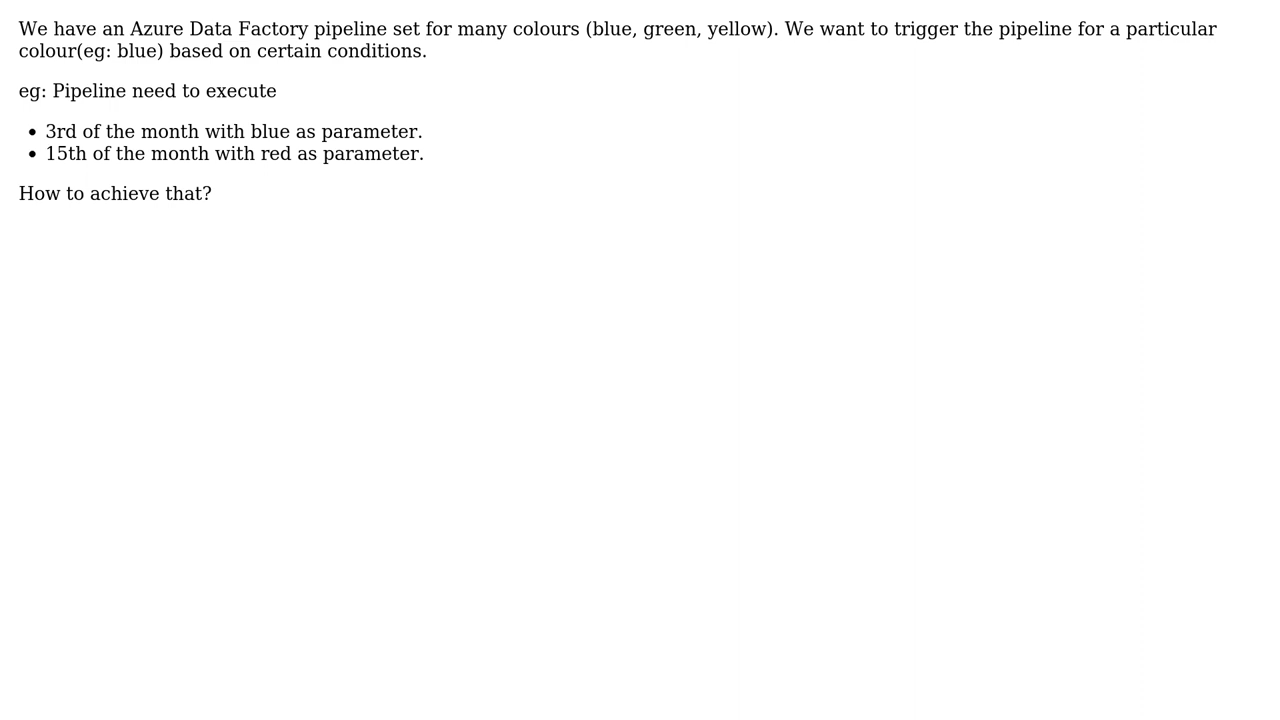 We have an Azure Data Factory pipeline set for many colours (blue, green, yellow). We want to trigger the pipeline for a particular
colour(eg: blue) based on certain conditions.
eg: Pipeline need to execute
• 3rd of the month with blue as parameter.
• 15th of the month with red as parameter.
How to achieve that?